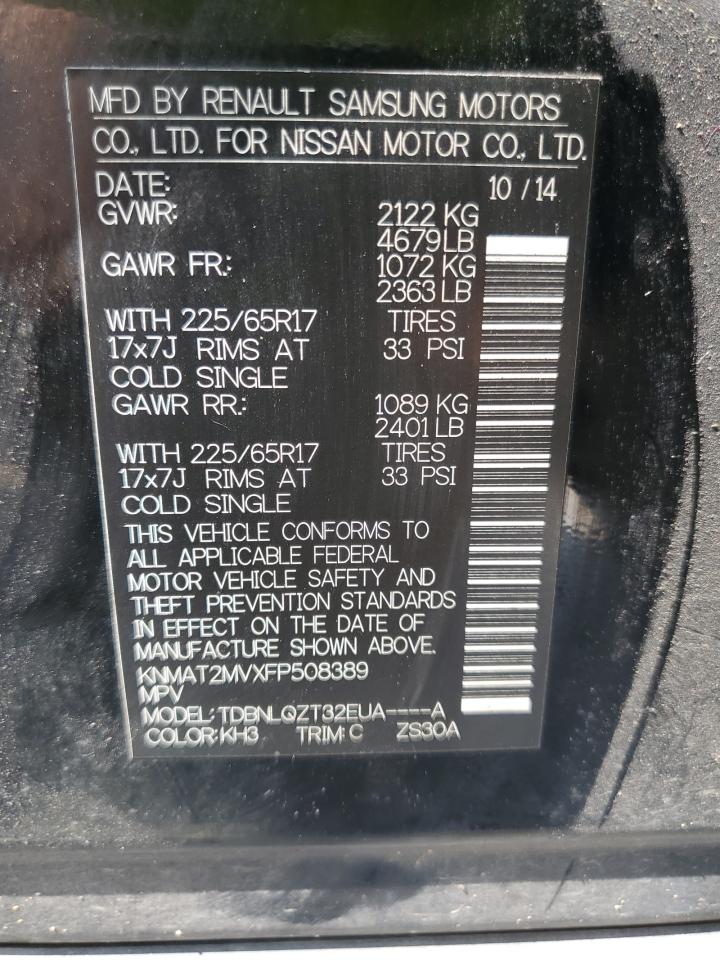 MFD BY RENAULT SAMSUNG MOTORS
CO., LTD. FOR NISSAN MOTOR CO., LTD.
DATE: 10 / 14
GVWR: 2122 KG
4679 LB
GAWR FR: 1072 KG
2363 LB
WITH 225/65R17 TIRES
17x7J RIMS AT 33 PSI
COLD SINGLE
GAWR RR: 1089 KG
2401 LB
WITH 225/65R17 TIRES
17x7J RIMS AT 33 PSI
COLD SINGLE
THIS VEHICLE CONFORMS TO
ALL APPLICABLE FEDERAL
MOTOR VEHICLE SAFETY AND
THEFT PREVENTION STANDARDS
IN EFFECT ON THE DATE OF
MANUFACTURE SHOWN ABOVE.
KNMAT2MVXFP508389
MPV
MODEL: TDBNLQZT32EUA----A
COLOR: KH3 TRIM: C ZS30A